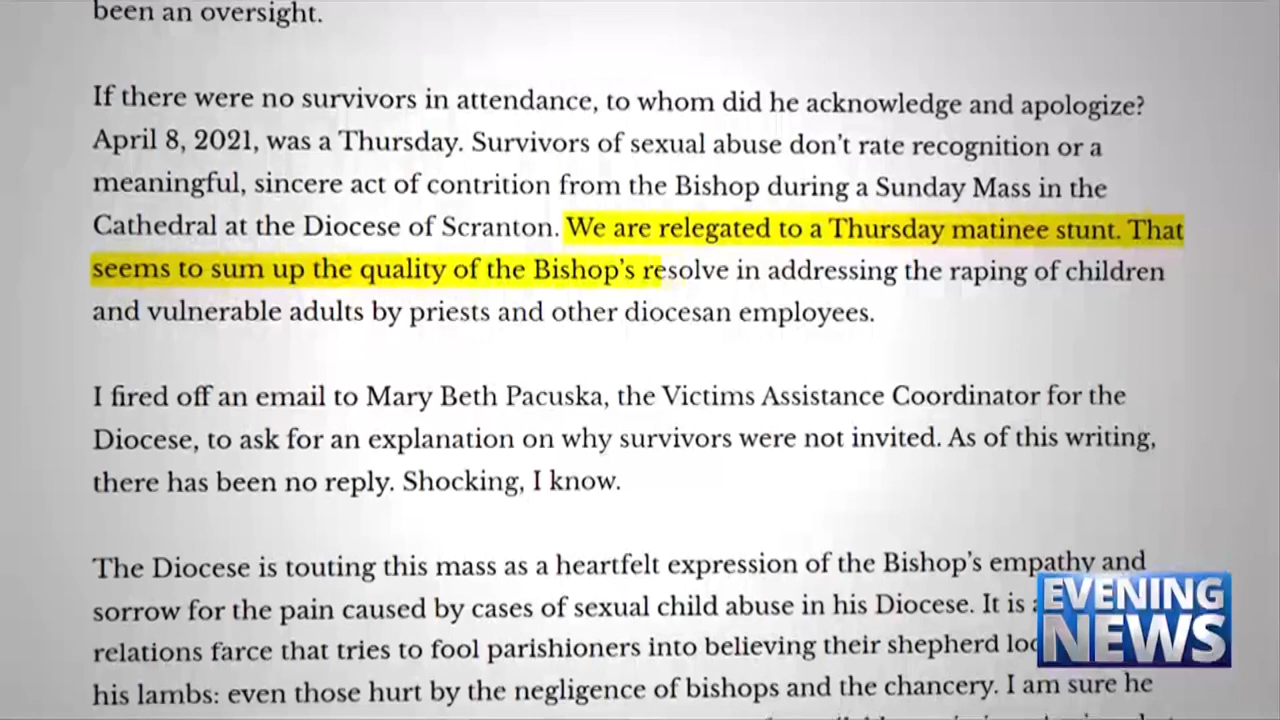 been an oversight.
If there were no survivors in attendance, to whom did he acknowledge and apologize?
April 8, 2021, was a Thursday. Survivors of sexual abuse don't rate recognition or a
meaningful, sincere act of contrition from the Bishop during a Sunday Mass in the
Cathedral at the Diocese of Scranton. We are relegated to a Thursday matinee stunt. That
seems to sum up the quality of the Bishop's resolve in addressing the raping of children
and vulnerable adults by priests and other diocesan employees.
I fired off an email to Mary Beth Pacuska, the Victims Assistance Coordinator for the
Diocese, to ask for an explanation on why survivors were not invited. As of this writing,
there has been no reply. Shocking, I know.
The Diocese is touting this mass as a heartfelt expression of the Bishop's empathy and
sorrow for the pain caused by cases of sexual child abuse in his Diocese. It is
relations farce that tries to fool parishioners into believing their shepherd
his lambs: even those hurt by the negligence of bishops and the chancery. I am sure he
EVENING
NEWS